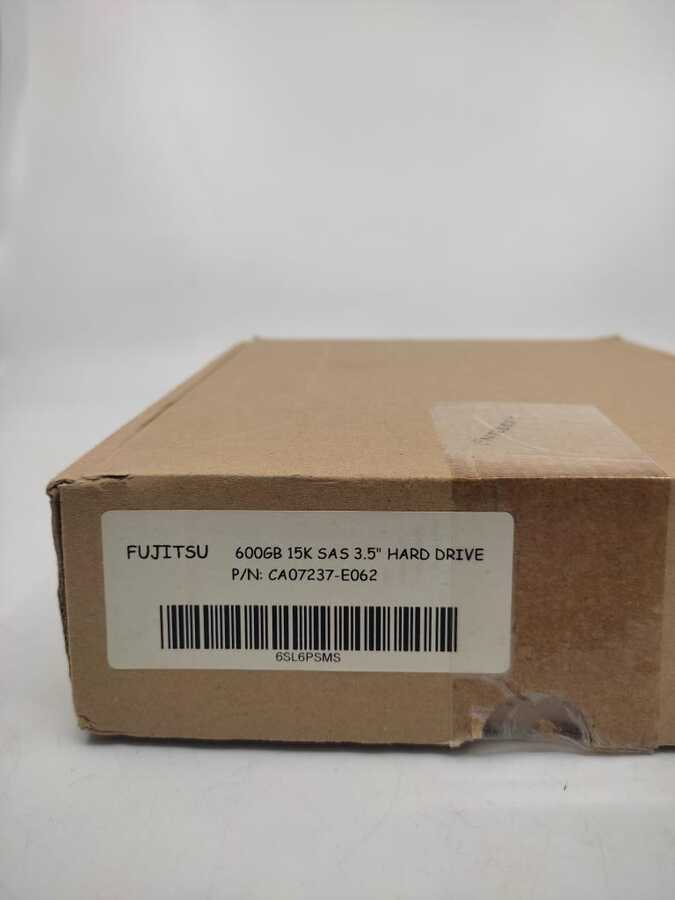 FUJITSU 600GB 15K SAS 3.5" HARD DRIVE
P/N: CA07237-E062
6SL6PSMS